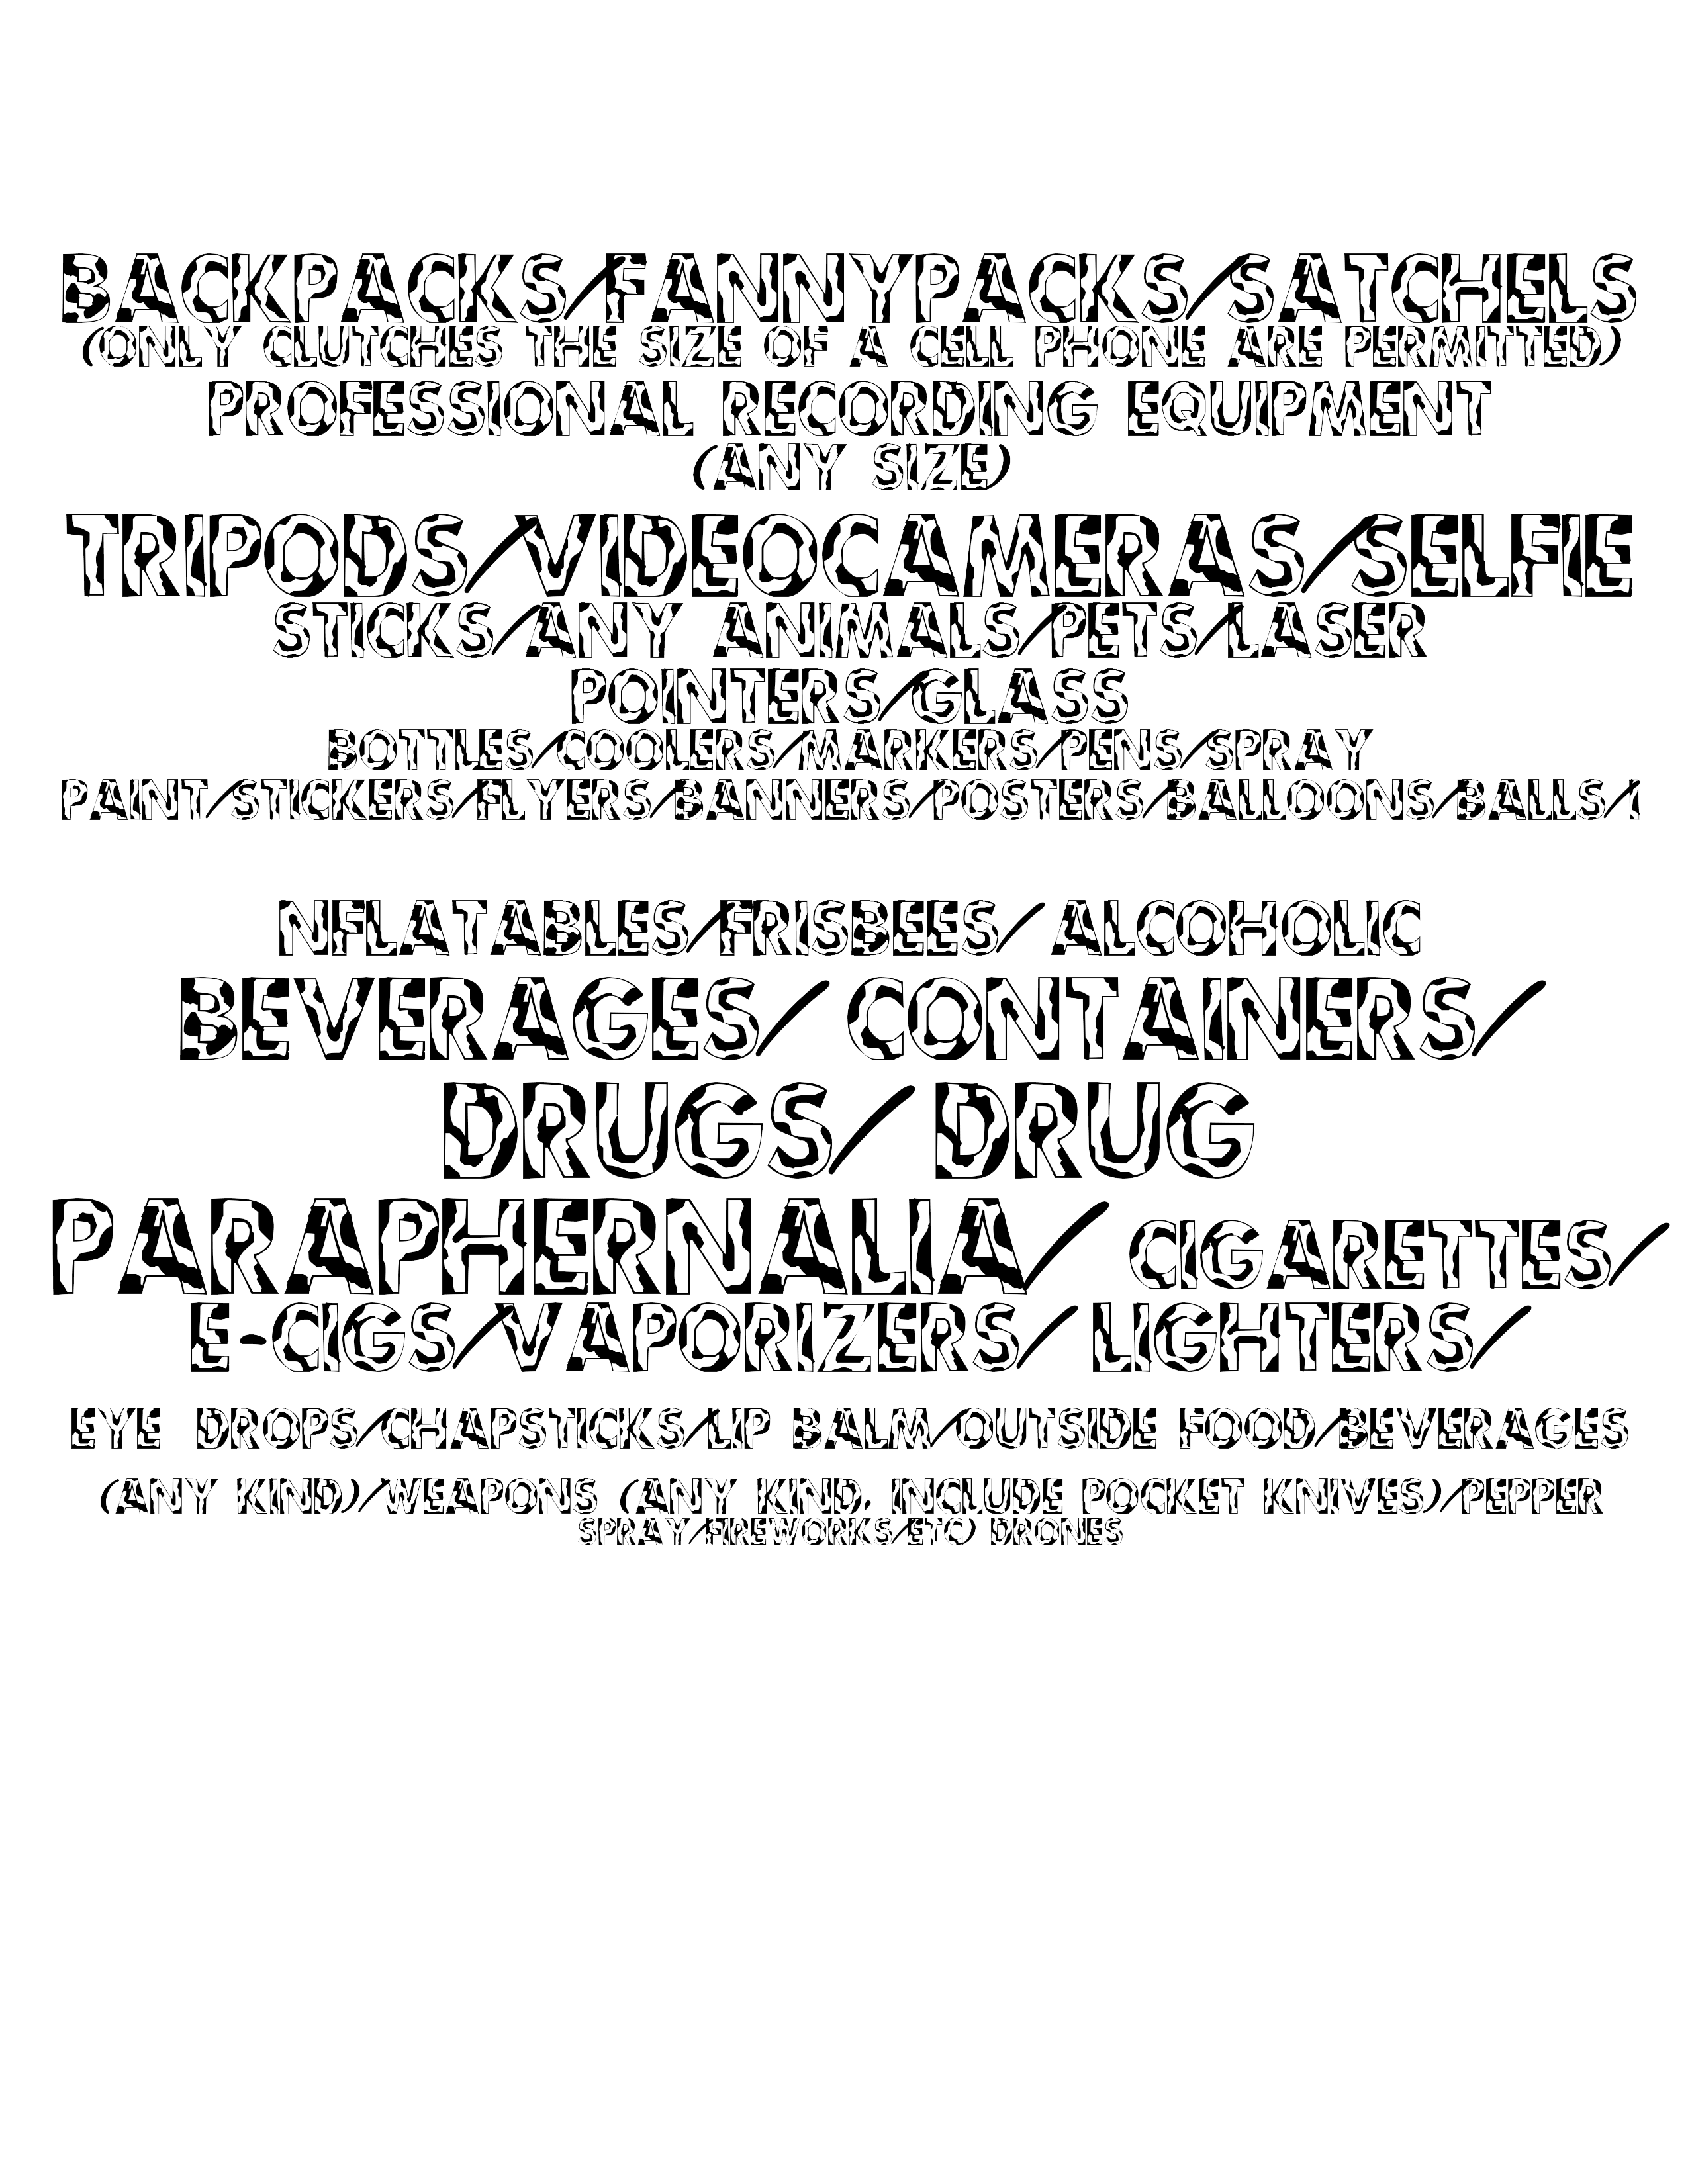 BACKPACKS/FANNYPACKS/SATCHELS
(ONLY CLUTCHES THE SIZE OF A CELL PHONE ARE PERMITTED)
PROFESSIONAL RECORDING EQUIPMENT
(ANY SIZE)
TRIPODS/VIDEOCAMERAS/SELFIE
STICKS/ANY ANIMALS/PETS/LASER
POINTERS/GLASS
BOTTLES/COOLERS/MARKERS/PENS/SPRAY
PAINT/STICKERS/FLYERS/BANNERS/POSTERS/BALLOONS/BALLS/I
NFLATABLES/FRISBEES/ ALCOHOLIC
BEVERAGES/ CONTAINERS/
DRUGS/ DRUG
PARAPHERNALIA/ CIGARETTES/
E-CIGS/VAPORIZERS/ LIGHTERS/
EYE DROPS/CHAPSTICKS/LIP BALM/OUTSIDE FOOD/BEVERAGES
(ANY KIND)/WEAPONS (ANY KIND, INCLUDE POCKET KNIVES)/PEPPER
SPRAY/FIREWORKS/ETC) DRONES